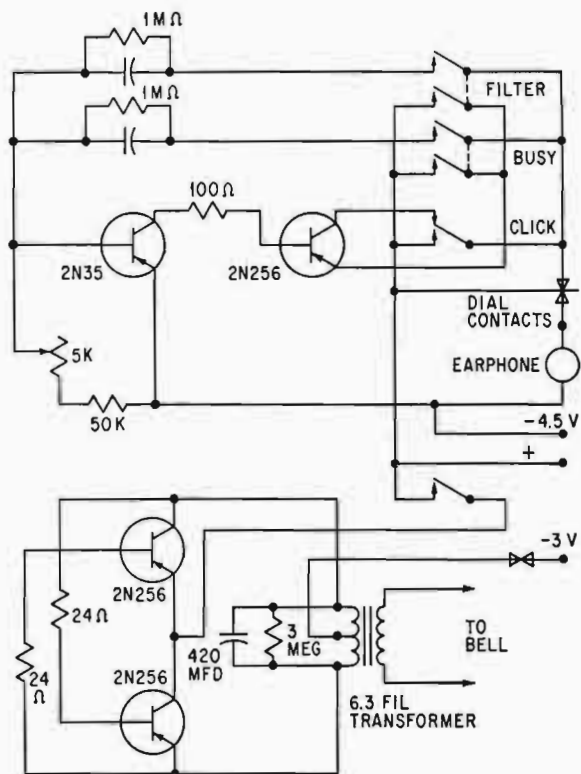 1MΩ
FILTER
1MΩ
BUSY
100Ω
CLICK
2N35
2N256
DIAL
CONTACTS
5K
EARPHONE
50K
-4.5 V
+
-3 V
2N256
24Ω
24
Ω
420
MFD
3
MEG
TO
BELL
2N256
6.3 FIL
TRANSFORMER